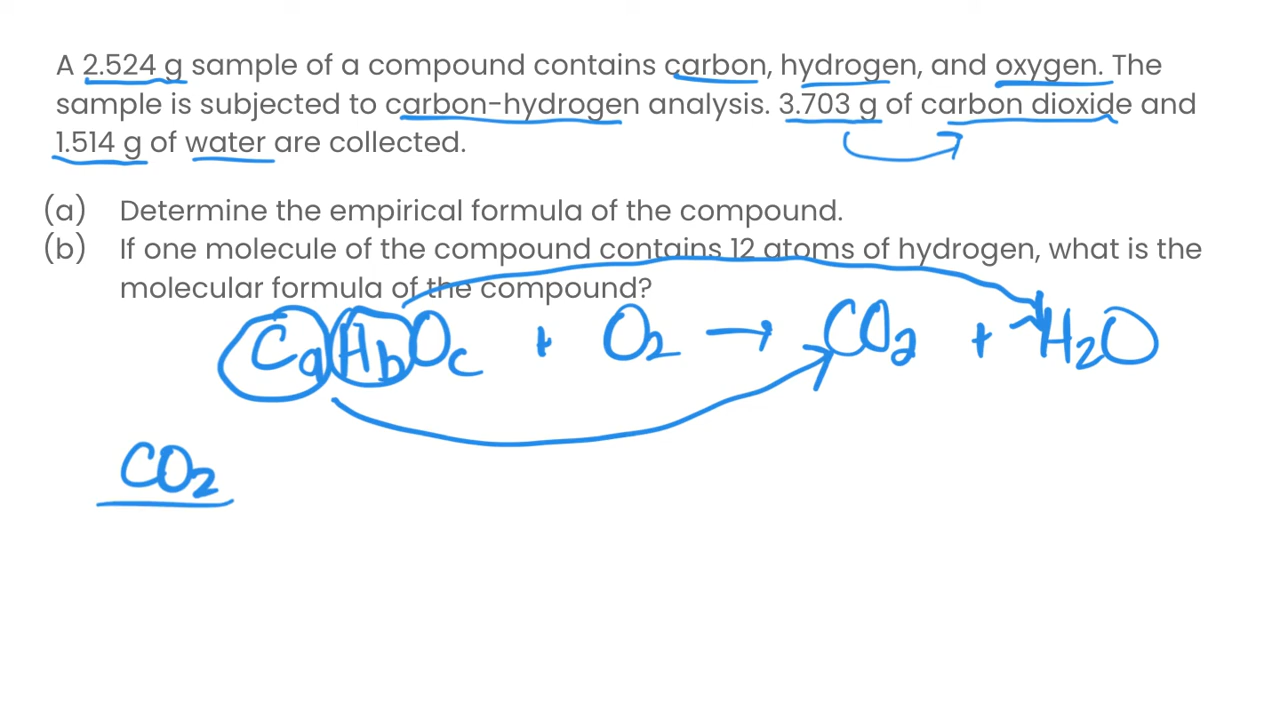 A 2.524 g sample of a compound contains carbon, hydrogen, and oxygen. The
sample is subjected to carbon-hydrogen analysis. 3.703 g of carbon dioxide and
1.514 g of water are collected.
(a) Determine the empirical formula of the compound.
(b) If one molecule of the compound contains 12 atoms of hydrogen, what is the
molecular formula of the compound?
CaHbOc + O2 → CO2 + H2O
CO2